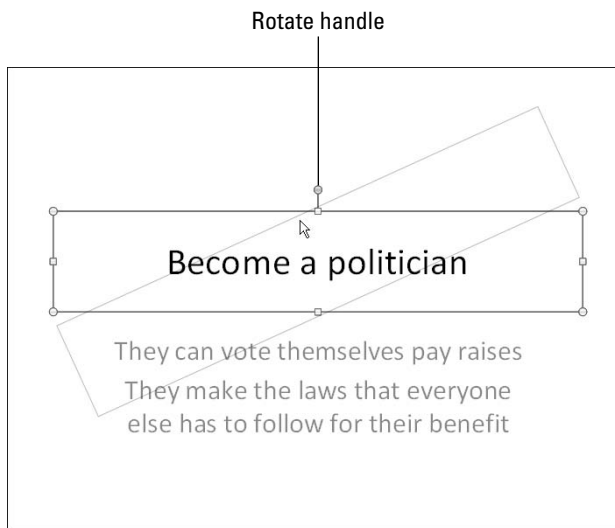 Rotate handle
Become a politician
They can vote themselves pay raises
They make the laws that everyone
else has to follow for their benefit